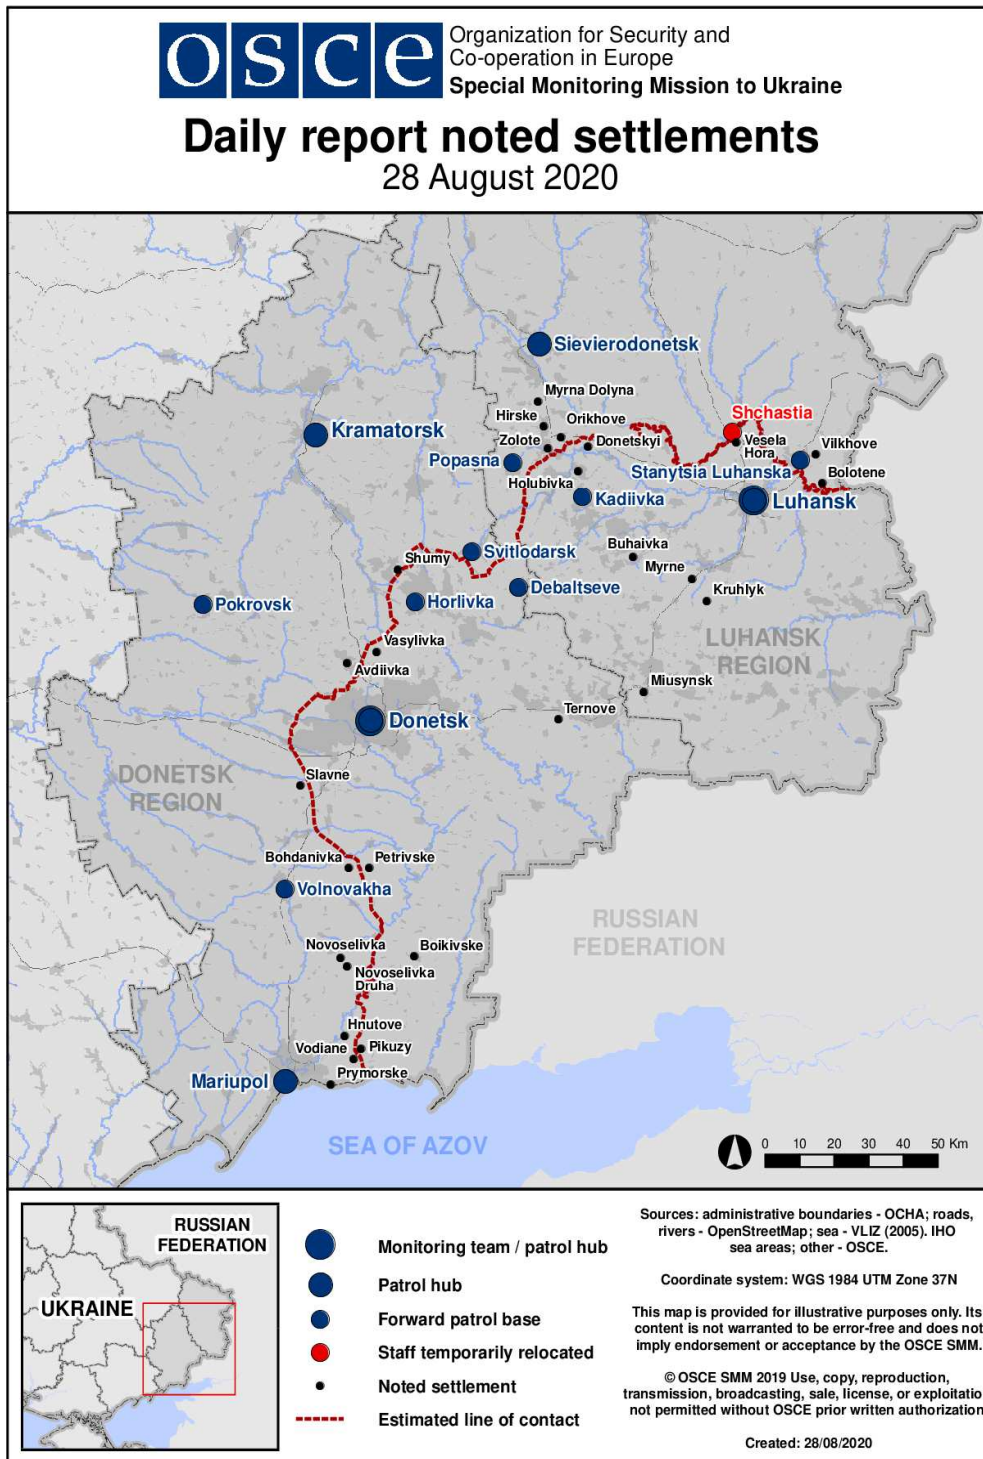 osce
Organization for Security and
Co-operation in Europe
Special Monitoring Mission to Ukraine
Daily report noted settlements
28 August 2020
Sievierodonetsk
Myrna Dolyna
Hirske
Orikhove
Zolote
Donetskyi
Shchastia
Vesela
Hora
Vilkhove
Kramatorsk
Popasna
Holubivka
Stanytsia Luhanska
Bolotene
Kadiivka
Luhansk
Svitlodarsk
Shumy
Buhaivka
Myrne
Debaltseve
Kruhlyk
Pokrovsk
Horlivka
Vasylivka
Avdiivka
LUHANSK
REGION
Miusynsk
Ternove
Donetsk
DONETSK
REGION
Slavne
Bohdanivka
Petrivske
Volnovakha
RUSSIAN
FEDERATION
Novoselivka
Boikivske
Novoselivka
Druha
Hnutove
Vodiane
Pikuzy
Prymorske
Mariupol
SEA OF AZOV
0 10 20 30 40 50 Km
RUSSIAN
FEDERATION
UKRAINE
Monitoring team / patrol hub
Patrol hub
Forward patrol base
Staff temporarily relocated
Noted settlement
Estimated line of contact
Sources: administrative boundaries - OCHA; roads,
rivers - OpenStreetMap; sea - VLIZ (2005). IHO
sea areas; other - OSCE.
Coordinate system: WGS 1984 UTM Zone 37N
This map is provided for illustrative purposes only. Its
content is not warranted to be error-free and does not
imply endorsement or acceptance by the OSCE SMM.
© OSCE SMM 2019 Use, copy, reproduction,
transmission, broadcasting, sale, license, or exploitatio
not permitted without OSCE prior written authorization
Created: 28/08/2020